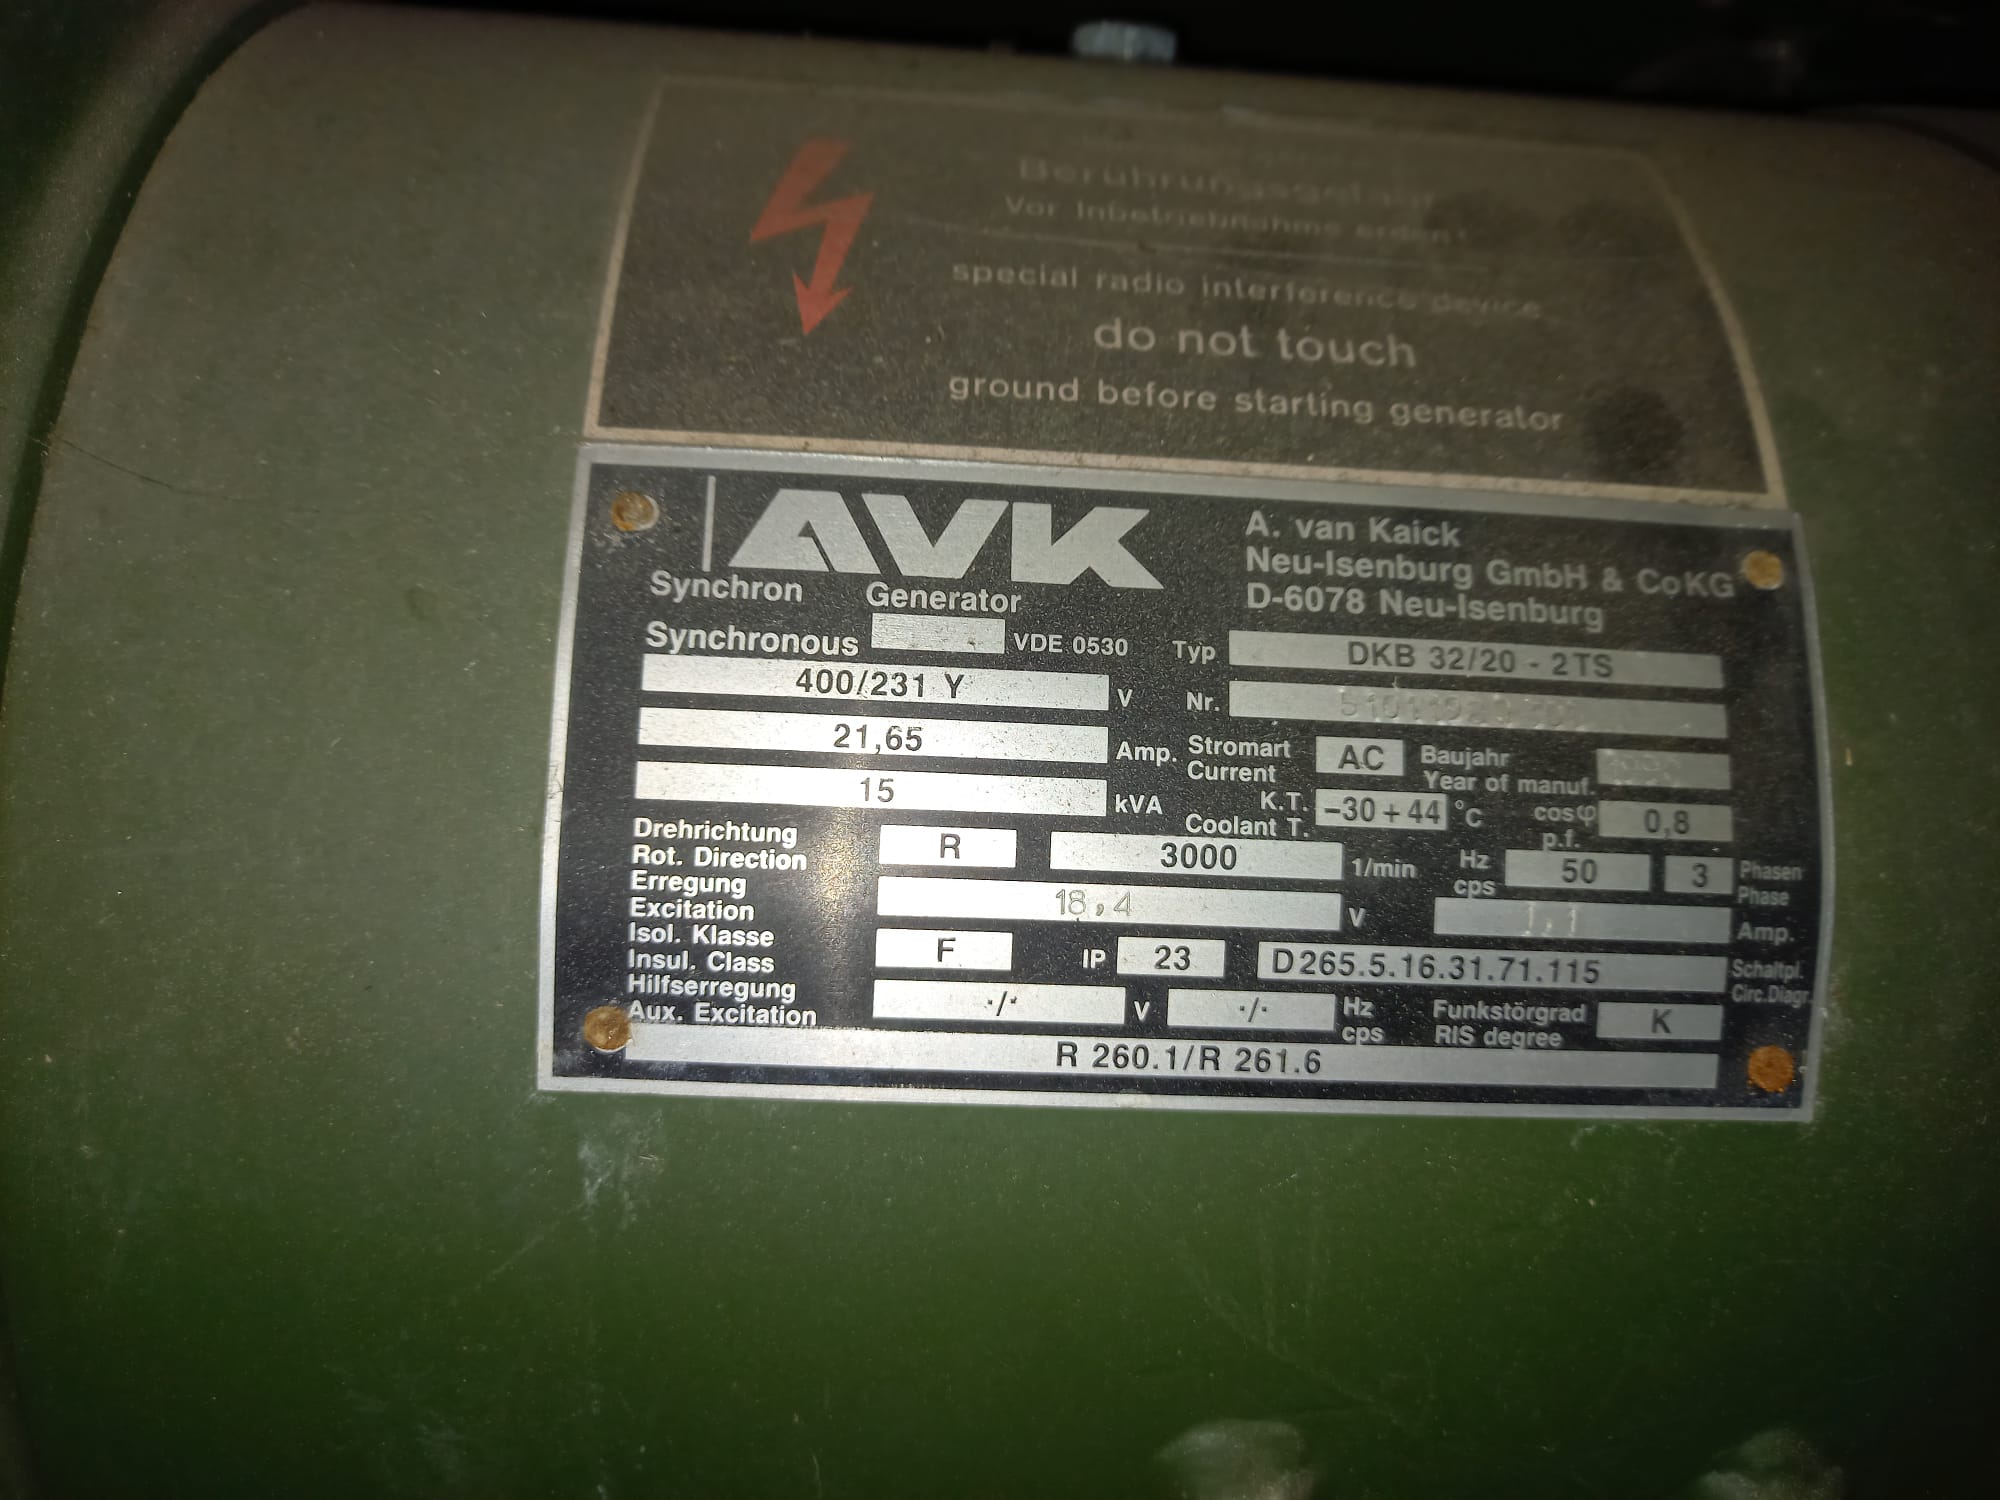 Vor Inbetriebnahme erden!
special radio interference device
do not touch
ground before starting generator
AVK
A. van Kaick
Neu-Isenburg GmbH & CoKG
D-6078 Neu-Isenburg
Synchron Generator
Synchronous VDE 0530
Typ DKB 32/20 - 2TS
400/231 Y V
Nr.
21,65 Amp.
Stromart
Current AC
Baujahr
Year of manuf.
15 kVA
K.T.
Coolant T. -30 + 44 °C
cosφ
p.f. 0,8
Drehrichtung
Rot. Direction R 3000 1/min
Hz
cps 50 3 Phasen
Phase
Erregung
Excitation 18,4 V 1,1 Amp.
Isol. Klasse
Insul. Class F IP 23 D265.5.16.31.71.115 Schaltpl.
Circ.Diagr.
Hilfserregung
Aux. Excitation ·/· V ·/· Hz
cps
Funkstörgrad
RIS degree K
R 260.1/R 261.6